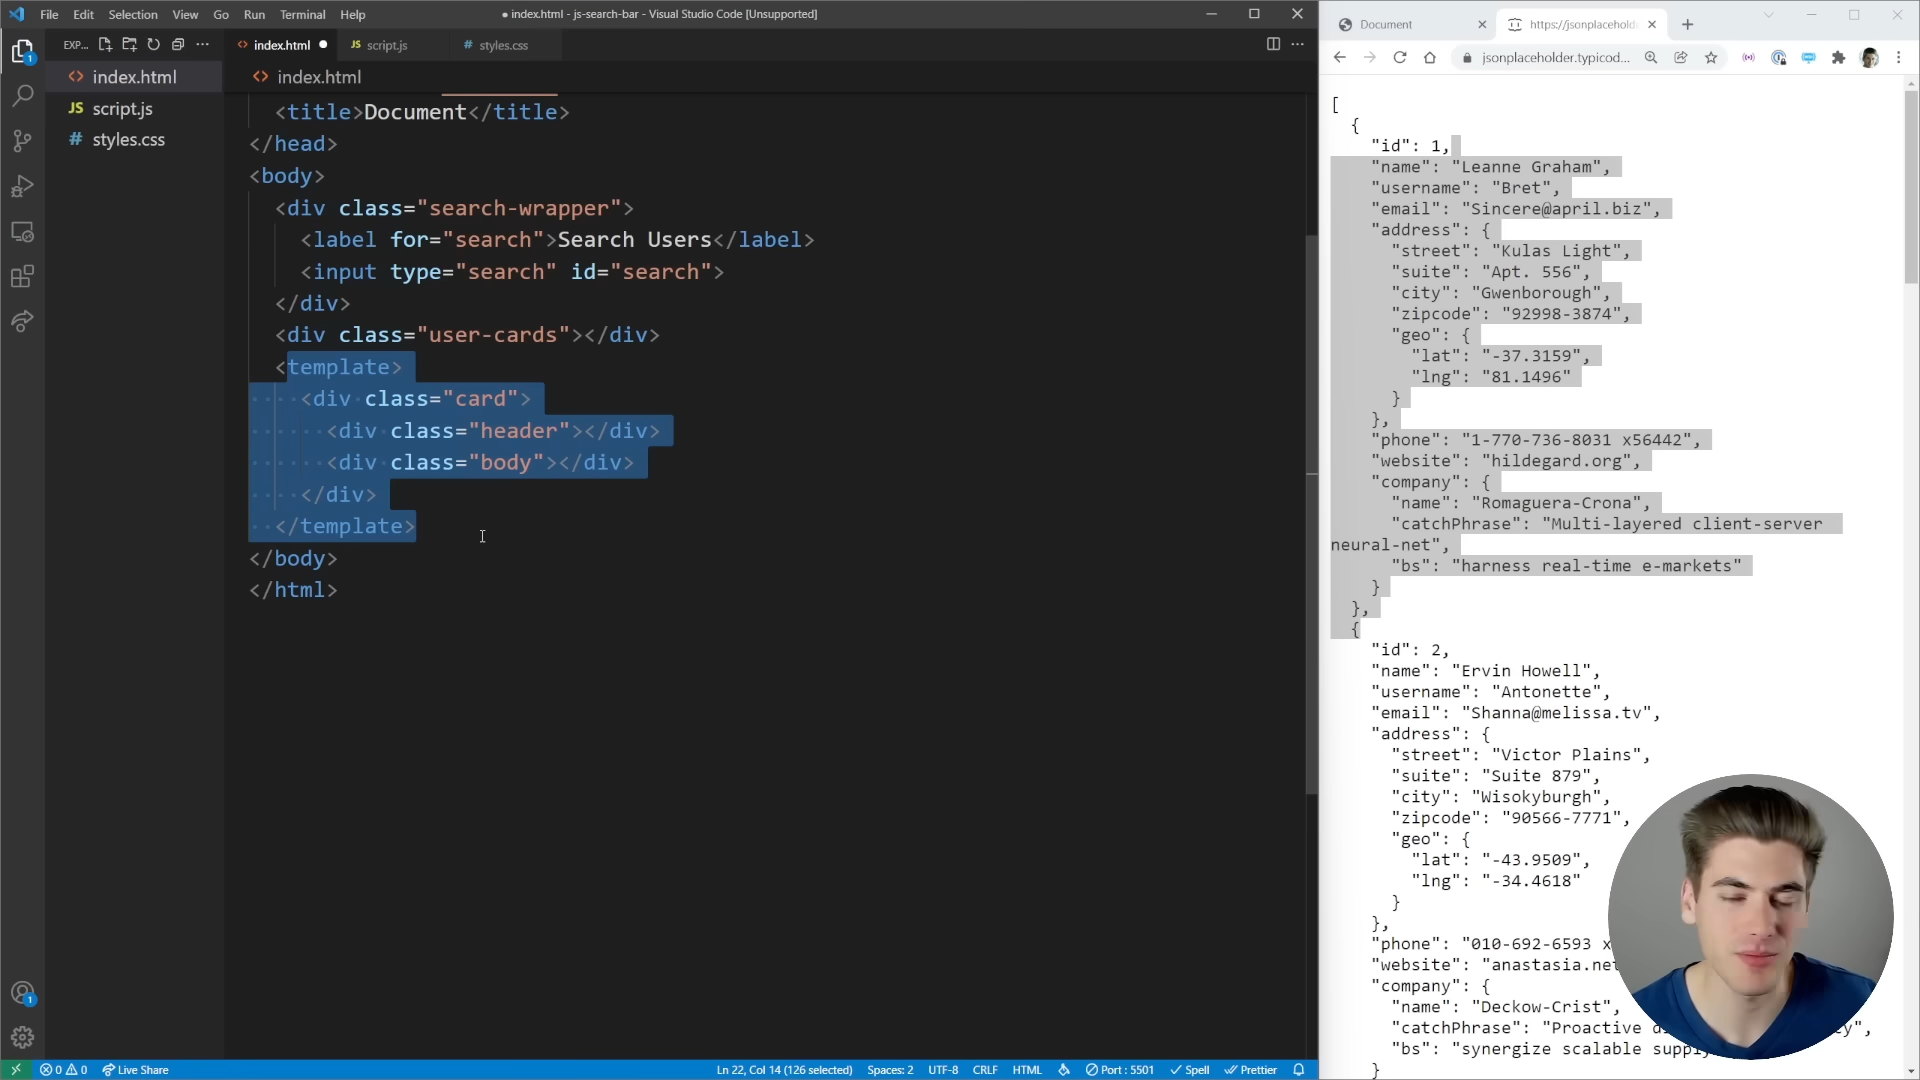 File Edit Selection View Go Run Terminal Help
● index.html - js-search-bar - Visual Studio Code [Unsupported]
EXP...
index.html
JS script.js
# styles.css
<> index.html ●
JS script.js
# styles.css
<> index.html
<title>Document</title>
</head>
<body>
<div class="search-wrapper">
<label for="search">Search Users</label>
<input type="search" id="search">
</div>
<div class="user-cards"></div>
<template>
<div class="card">
<div class="header"></div>
<div class="body"></div>
</div>
</template>
</body>
</html>
0 0 Live Share
Ln 22, Col 14 (126 selected) Spaces: 2 UTF-8 CRLF HTML Port : 5501 Spell Prettier
Document
https://jsonplacehold
jsonplaceholder.typicod...
[
{
"id": 1,
"name": "Leanne Graham",
"username": "Bret",
"email": "Sincere@april.biz",
"address": {
"street": "Kulas Light",
"suite": "Apt. 556",
"city": "Gwenborough",
"zipcode": "92998-3874",
"geo": {
"lat": "-37.3159",
"lng": "81.1496"
}
},
"phone": "1-770-736-8031 x56442",
"website": "hildegard.org",
"company": {
"name": "Romaguera-Crona",
"catchPhrase": "Multi-layered client-server
neural-net",
"bs": "harness real-time e-markets"
}
},
{
"id": 2,
"name": "Ervin Howell",
"username": "Antonette",
"email": "Shanna@melissa.tv",
"address": {
"street": "Victor Plains",
"suite": "Suite 879",
"city": "Wisokyburgh",
"zipcode": "90566-7771",
"geo": {
"lat": "-43.9509",
"lng": "-34.4618"
}
},
"phone": "010-692-6593 x
"website": "anastasia.net
"company": {
"name": "Deckow-Crist",
"catchPhrase": "Proactive
"bs": "synergize scalable
}